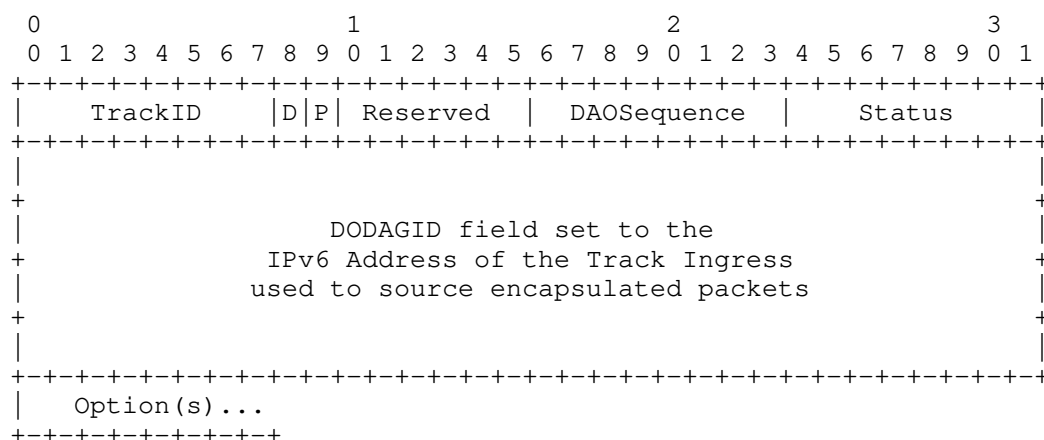 0                   1                   2                   3
0 1 2 3 4 5 6 7 8 9 0 1 2 3 4 5 6 7 8 9 0 1 2 3 4 5 6 7 8 9 0 1
+-+-+-+-+-+-+-+-+-+-+-+-+-+-+-+-+-+-+-+-+-+-+-+-+-+-+-+-+-+-+-+-+
|    TrackID    |D|P| Reserved  |  DAOSequence  |    Status     |
+-+-+-+-+-+-+-+-+-+-+-+-+-+-+-+-+-+-+-+-+-+-+-+-+-+-+-+-+-+-+-+-+
|                                                               |
+                                                               +
|                   DODAGID field set to the                    |
+               IPv6 Address of the Track Ingress               +
|              used to source encapsulated packets              |
+                                                               +
|                                                               |
+-+-+-+-+-+-+-+-+-+-+-+-+-+-+-+-+-+-+-+-+-+-+-+-+-+-+-+-+-+-+-+-+
|   Option(s)...
+-+-+-+-+-+-+-+-+